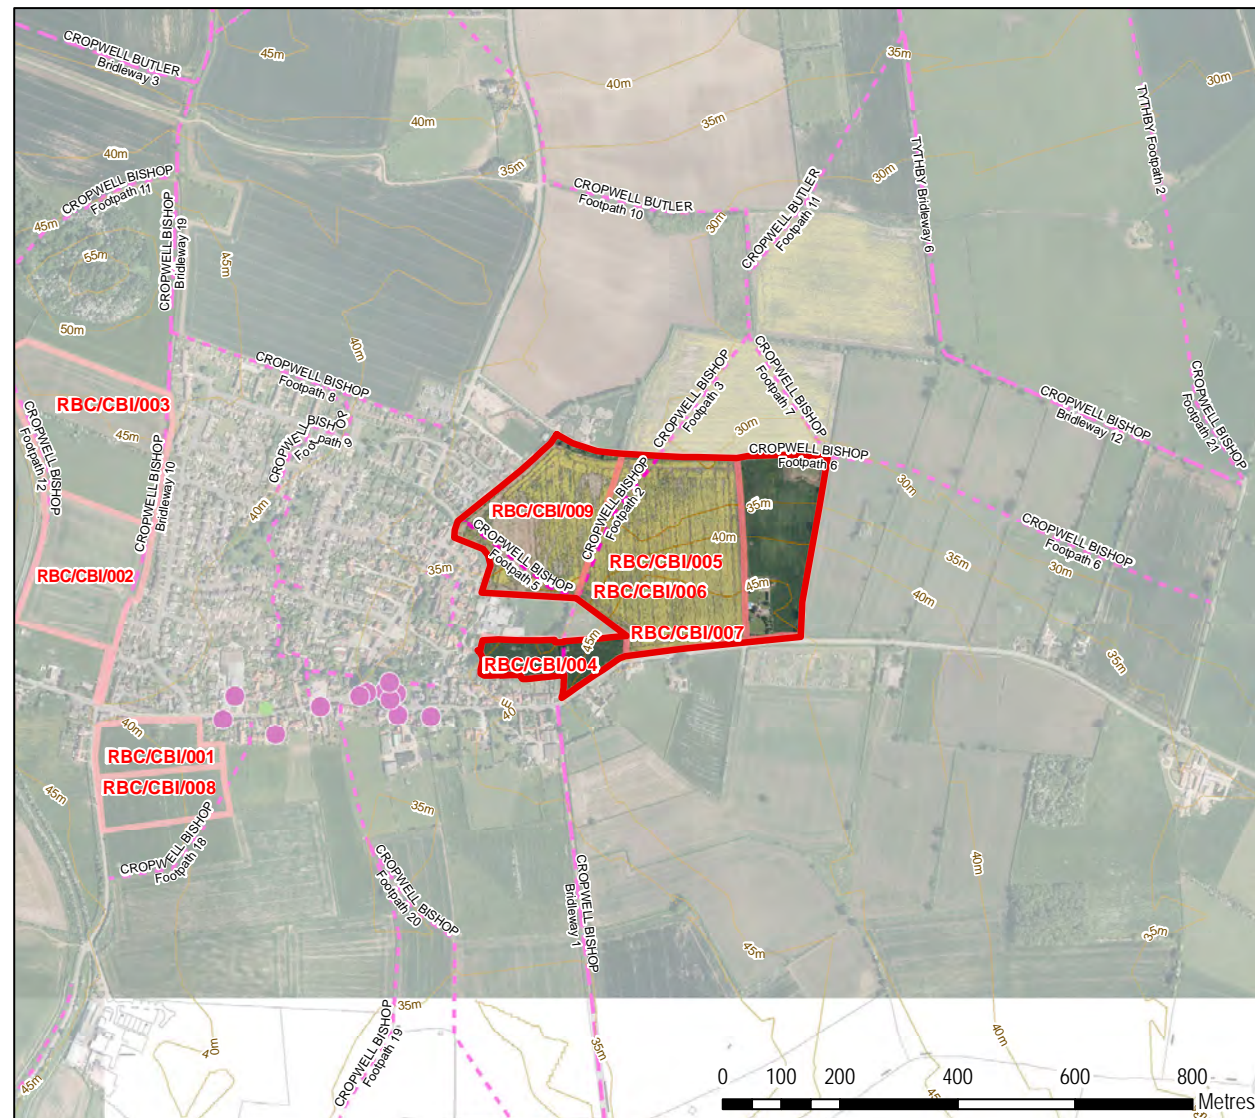 CROPWELL BUTLER
Bridleway 3
45m
35m
30m
40m
40m
35m
TYTHBY Footpath 2
40m
CROPWELL BISHOP
Footpath 11
35m
30m
TYTHBY Bridleway 6
CROPWELL BUTLER
Footpath 10
CROPWELL BUTLER
Footpath 11
30m
45m
CROPWELL BISHOP
Bridleway 19
55m
45m
50m
40m
CROPWELL BISHOP
Footpath 8
CROPWELL BISHOP
Footpath 3
CROPWELL BISHOP
Footpath 7
RBC/CBI/003
CROPWELL BISHOP
Footpath 12
45m
CROPWELL BISHOP
Bridleway 10
CROPWELL BISHOP
Footpath 9
30m
CROPWELL BISHOP
Footpath 6
CROPWELL BISHOP
Bridleway 12
CROPWELL BISHOP
Footpath 21
30m
40m
RBC/CBI/009
CROPWELL BISHOP
Footpath 2
35m
40m
CROPWELL BISHOP
Footpath 5
RBC/CBI/005
RBC/CBI/006
45m
35m
30m
CROPWELL BISHOP
Footpath 6
40m
35m
RBC/CBI/002
RBC/CBI/007
45m
RBC/CBI/004
35m
40m
40m
RBC/CBI/001
RBC/CBI/008
45m
35m
CROPWELL BISHOP
Footpath 18
CROPWELL BISHOP
Footpath 20
CROPWELL BISHOP
Bridleway 1
40m
45m
35m
35m
40m
35m
40m
45m
CROPWELL BISHOP
Footpath 19
45m
0 100 200 400 600 800
Metres